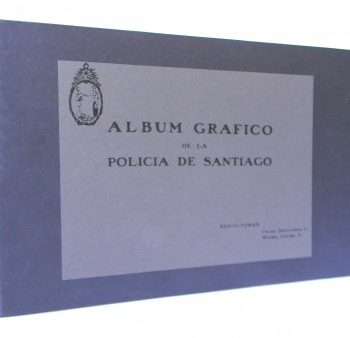 ALBUM GRAFICO
DE LA
POLICIA DE SANTIAGO
REDACTORES